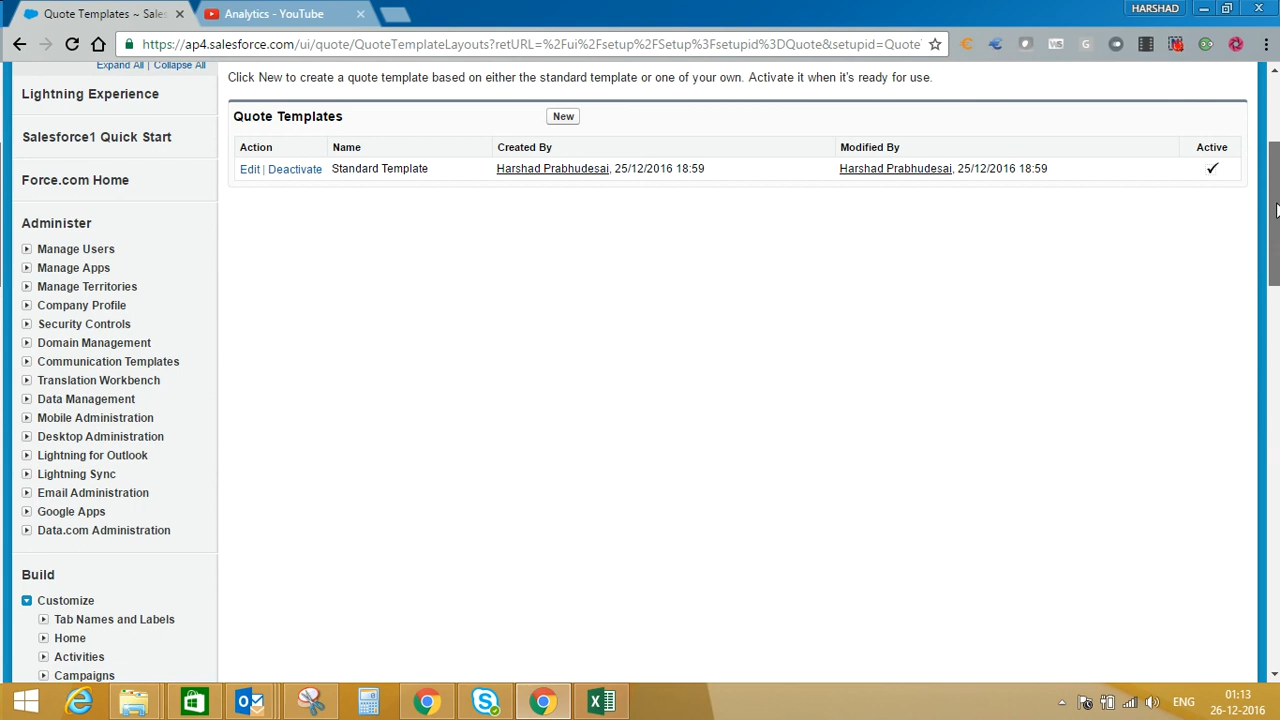 Quote Templates ~ Sales
Analytics - YouTube
HARSHAD
https://ap4.salesforce.com/ui/quote/QuoteTemplateLayouts?retURL=%2Fui%2Fsetup%2FSetup%3Fsetupid%3DQuote&setupid=Quote
Expand All | Collapse All
Click New to create a quote template based on either the standard template or one of your own. Activate it when it's ready for use.
Lightning Experience
Quote Templates
New
Salesforce1 Quick Start
Action Name Created By Modified By Active
Edit | Deactivate Standard Template Harshad Prabhudesai, 25/12/2016 18:59 Harshad Prabhudesai, 25/12/2016 18:59
Force.com Home
Administer
Manage Users
Manage Apps
Manage Territories
Company Profile
Security Controls
Domain Management
Communication Templates
Translation Workbench
Data Management
Mobile Administration
Desktop Administration
Lightning for Outlook
Lightning Sync
Email Administration
Google Apps
Data.com Administration
Build
Customize
Tab Names and Labels
Home
Activities
Campaigns
ENG
01:13
26-12-2016